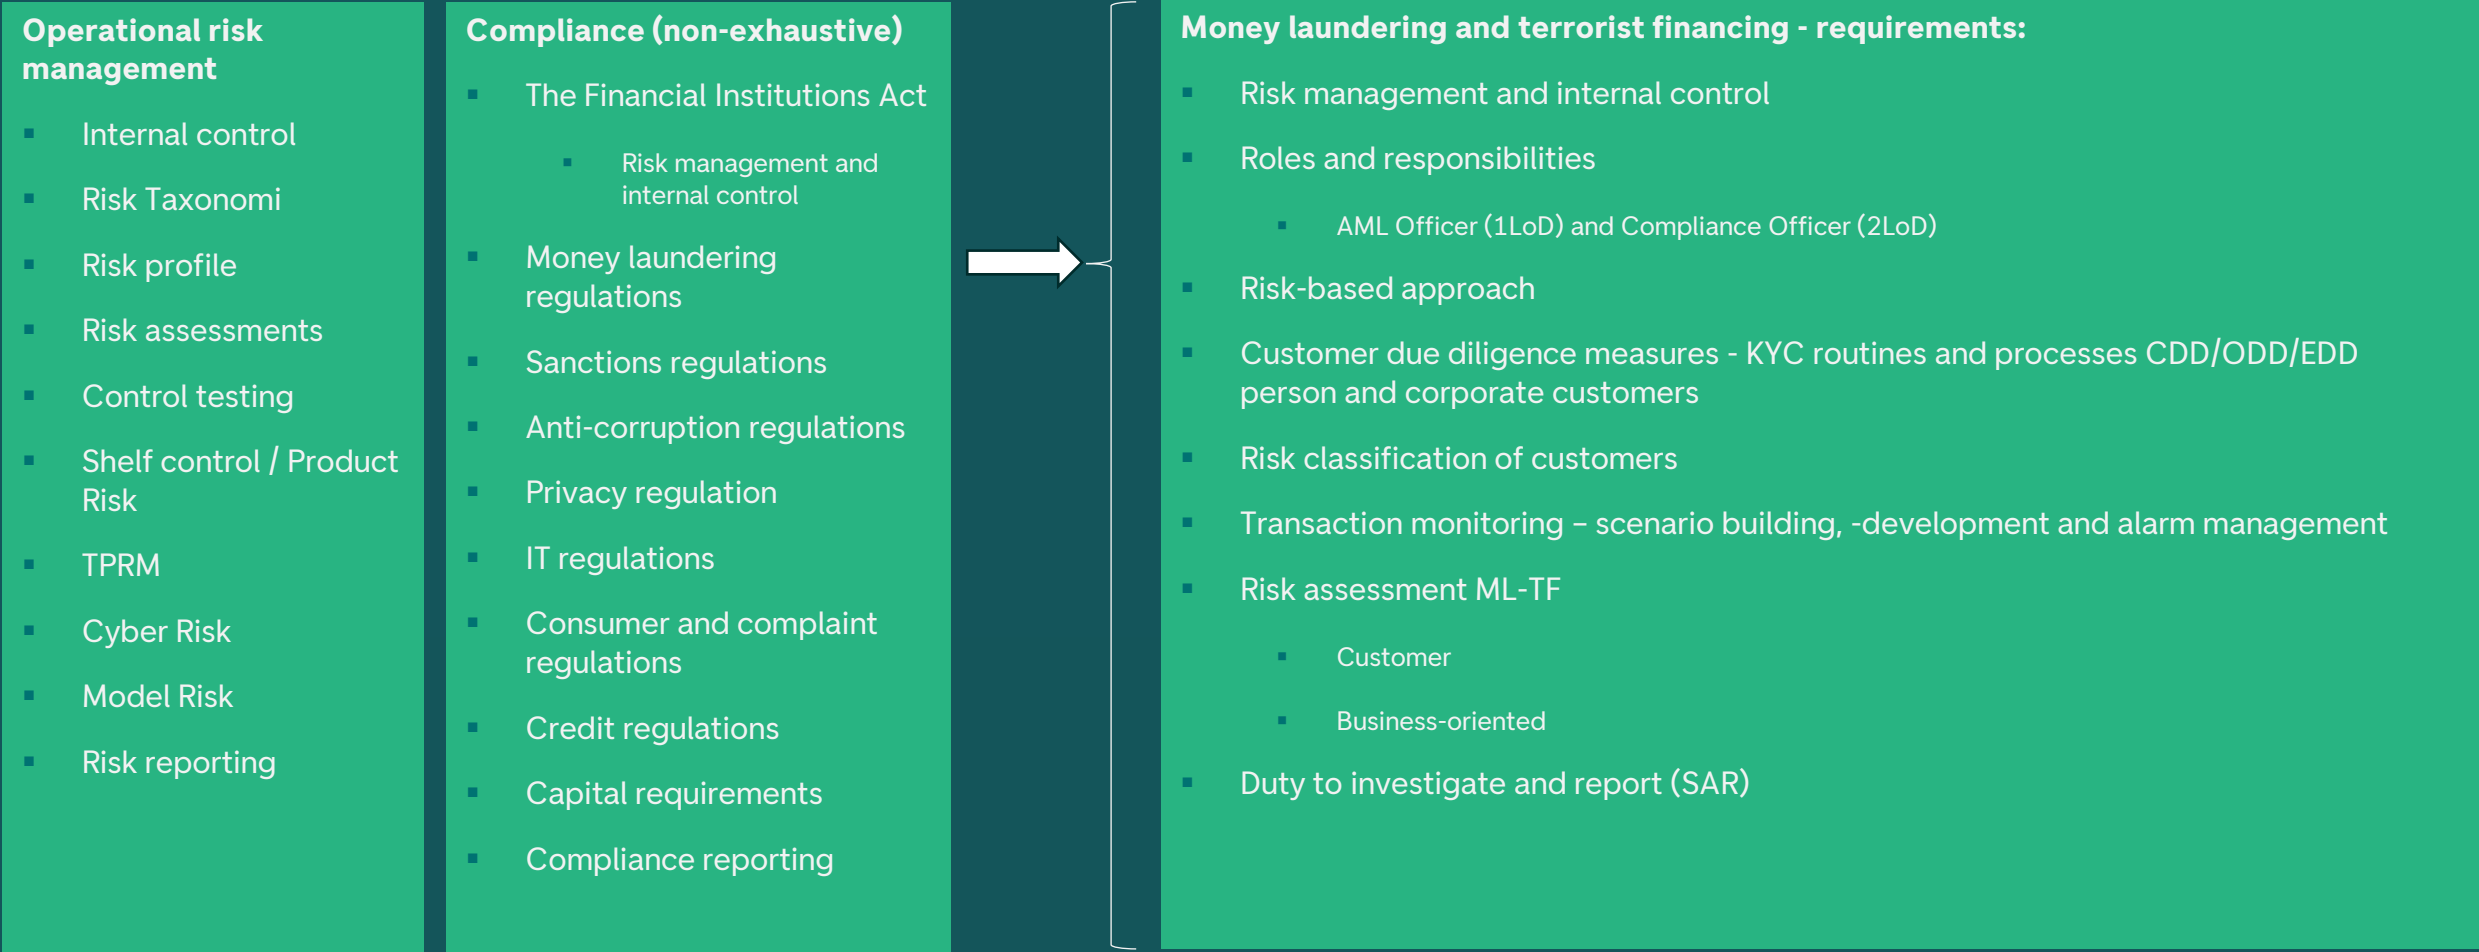 Operational risk
management
Internal control
Risk Taxonomi
Risk profile
Risk assessments
Control testing
Shelf control / Product
Risk
TPRM
Cyber Risk
Model Risk
Risk reporting
Compliance (non-exhaustive)
The Financial Institutions Act
Risk management and
internal control
Money laundering
regulations
Sanctions regulations
Anti-corruption regulations
Privacy regulation
IT regulations
Consumer and complaint
regulations
Credit regulations
Capital requirements
Compliance reporting
Money laundering and terrorist financing - requirements:
Risk management and internal control
Roles and responsibilities
AML Officer (1LoD) and Compliance Officer (2LoD)
Risk-based approach
Customer due diligence measures - KYC routines and processes CDD/ODD/EDD
person and corporate customers
Risk classification of customers
Transaction monitoring – scenario building, -development and alarm management
Risk assessment ML-TF
Customer
Business-oriented
Duty to investigate and report (SAR)